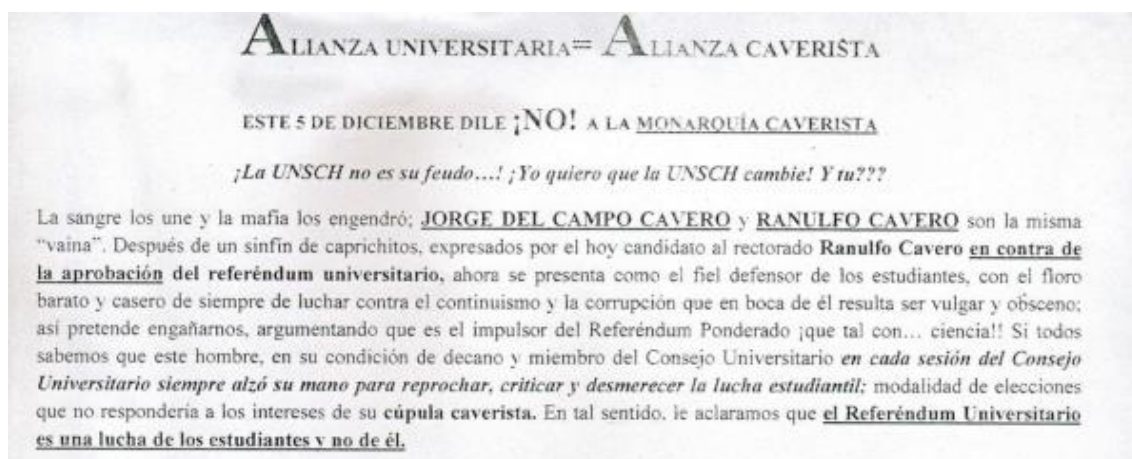 ALIANZA UNIVERSITARIA= ALIANZA CAVERISTA
ESTE 5 DE DICIEMBRE DILE ¡NO! A LA MONARQUÍA CAVERISTA
¡La UNSCH no es su feudo...! ¡Yo quiero que la UNSCH cambie! Y tu???
La sangre los une y la mafia los engendró; JORGE DEL CAMPO CAVERO y RANULFO CAVERO son la misma
"vaina". Después de un sinfín de caprichitos, expresados por el hoy candidato al rectorado Ranulfo Cavero en contra de
la aprobación del referéndum universitario, ahora se presenta como el fiel defensor de los estudiantes, con el floro
barato y casero de siempre de luchar contra el continuismo y la corrupción que en boca de él resulta ser vulgar y obsceno;
así pretende engañarnos, argumentando que es el impulsor del Referéndum Ponderado ¡que tal con... ciencia!! Si todos
sabemos que este hombre, en su condición de decano y miembro del Consejo Universitario en cada sesión del Consejo
Universitario siempre alzó su mano para reprochar, criticar y desmerecer la lucha estudiantil; modalidad de elecciones
que no respondería a los intereses de su cúpula caverista. En tal sentido. le aclaramos que el Referéndum Universitario
es una lucha de los estudiantes y no de él.